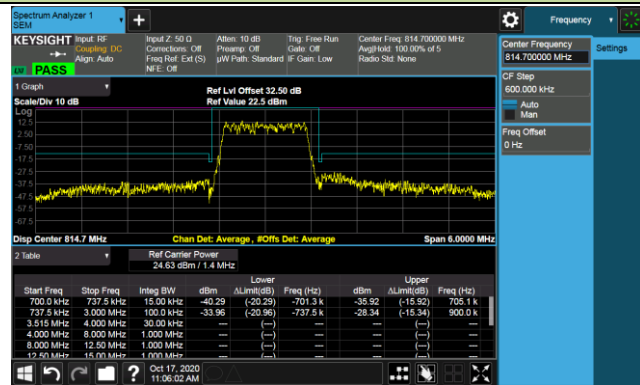 Spectrum Analyzer 1
SEM
+
Frequency
KEYSIGHT
Input: RF
Coupling: DC
Align: Auto
Input Z: 50 Ω
Corrections: Off
Freq Ref: Ext (S)
NFE: Off
Atten: 10 dB
Preamp: Off
µW Path: Standard
Trig: Free Run
Gate: Off
IF Gain: Low
Center Freq: 814.700000 MHz
Avg|Hold: 100.00% of 5
Radio Std: None
PASS
Center Frequency
814.700000 MHz
Settings
CF Step
600.000 kHz
Auto
Man
Freq Offset
0 Hz
1 Graph
Scale/Div 10 dB
Ref Lvl Offset 32.50 dB
Ref Value 22.5 dBm
Log
12.5
2.50
-7.50
-17.5
-27.5
-37.5
-47.5
-57.5
-67.5
Disp Center 814.7 MHz
Chan Det: Average , #Offs Det: Average
Span 6.0000 MHz
2 Table
Ref Carrier Power
24.63 dBm / 1.4 MHz
Lower Upper
Start Freq Stop Freq Integ BW dBm ΔLimit(dB) Freq (Hz) dBm ΔLimit(dB) Freq (Hz)
700.0 kHz 737.5 kHz 15.00 kHz -40.29 (-20.29) -701.3 k -35.92 (-15.92) 705.1 k
737.5 kHz 3.000 MHz 100.0 kHz -33.96 (-20.96) -737.5 k -28.34 (-15.34) 900.0 k
3.515 MHz 4.000 MHz 30.00 kHz — (—) — — (—) —
4.000 MHz 8.000 MHz 1.000 MHz — (—) — — (—) —
8.000 MHz 12.50 MHz 1.000 MHz — (—) — — (—) —
12.50 MHz 15.00 MHz 1.000 MHz — (—) — — (—) —
?
Oct 17, 2020
11:06:02 AM